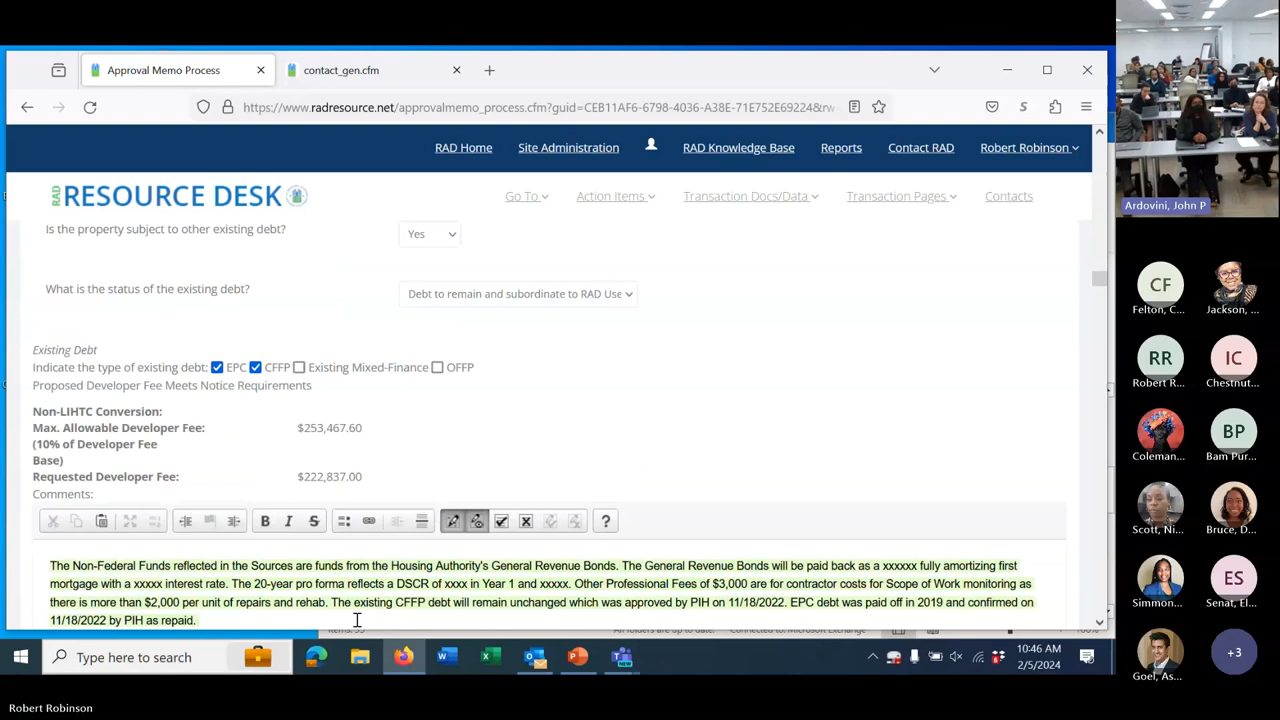 Approval Memo Process
contact_gen.cfm
https://www.radresource.net/approvalmemo_process.cfm?guid=CEB11AF6-6798-4036-A38E-71E752E69224&rw
RAD Home
Site Administration
RAD Knowledge Base
Reports
Contact RAD
Robert Robinson
RAD RESOURCE DESK
Go To
Action Items
Transaction Docs/Data
Transaction Pages
Contacts
Is the property subject to other existing debt?
Yes
What is the status of the existing debt?
Debt to remain and subordinate to RAD Use
Existing Debt
Indicate the type of existing debt: EPC CFFP Existing Mixed-Finance OFFP
Proposed Developer Fee Meets Notice Requirements
Non-LIHTC Conversion:
Max. Allowable Developer Fee: $253,467.60
(10% of Developer Fee
Base)
Requested Developer Fee: $222,837.00
Comments:
B I S ?
The Non-Federal Funds reflected in the Sources are funds from the Housing Authority's General Revenue Bonds. The General Revenue Bonds will be paid back as a xxxxxx fully amortizing first
mortgage with a xxxxx interest rate. The 20-year pro forma reflects a DSCR of xxxx in Year 1 and xxxxx. Other Professional Fees of $3,000 are for contractor costs for Scope of Work monitoring as
there is more than $2,000 per unit of repairs and rehab. The existing CFFP debt will remain unchanged which was approved by PIH on 11/18/2022. EPC debt was paid off in 2019 and confirmed on
11/18/2022 by PIH as repaid.
All folders are up to date. Connected to: Microsoft Exchange
Type here to search
10:46 AM
2/5/2024
Robert Robinson
Ardovini, John P
CF
Felton, C...
Jackson, ...
RR
Robert R...
IC
Chestnut...
Coleman...
BP
Bam Pur...
Scott, Ni...
Bruce, D...
Simmon...
ES
Senat, El...
Goel, As...
+3